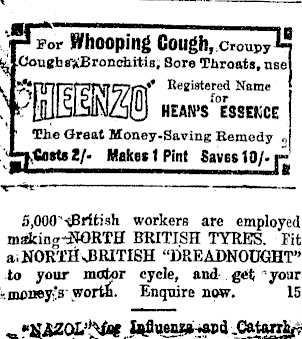 For Whooping Cough, Croupy
Coughs, Bronchitis, Sore Throats, use
"HEENZO"
Registered Name
for
HEAN'S ESSENCE
The Great Money-Saving Remedy
Costs 2/- Makes 1 Pint Saves 10/-
5,000 British workers are employed
making NORTH BRITISH TYRES. Fit
a NORTH BRITISH "DREADNOUGHT"
to your motor cycle, and get your
money's worth. Enquire now. 15
"NAZOL" for Influenza and Catarrh,